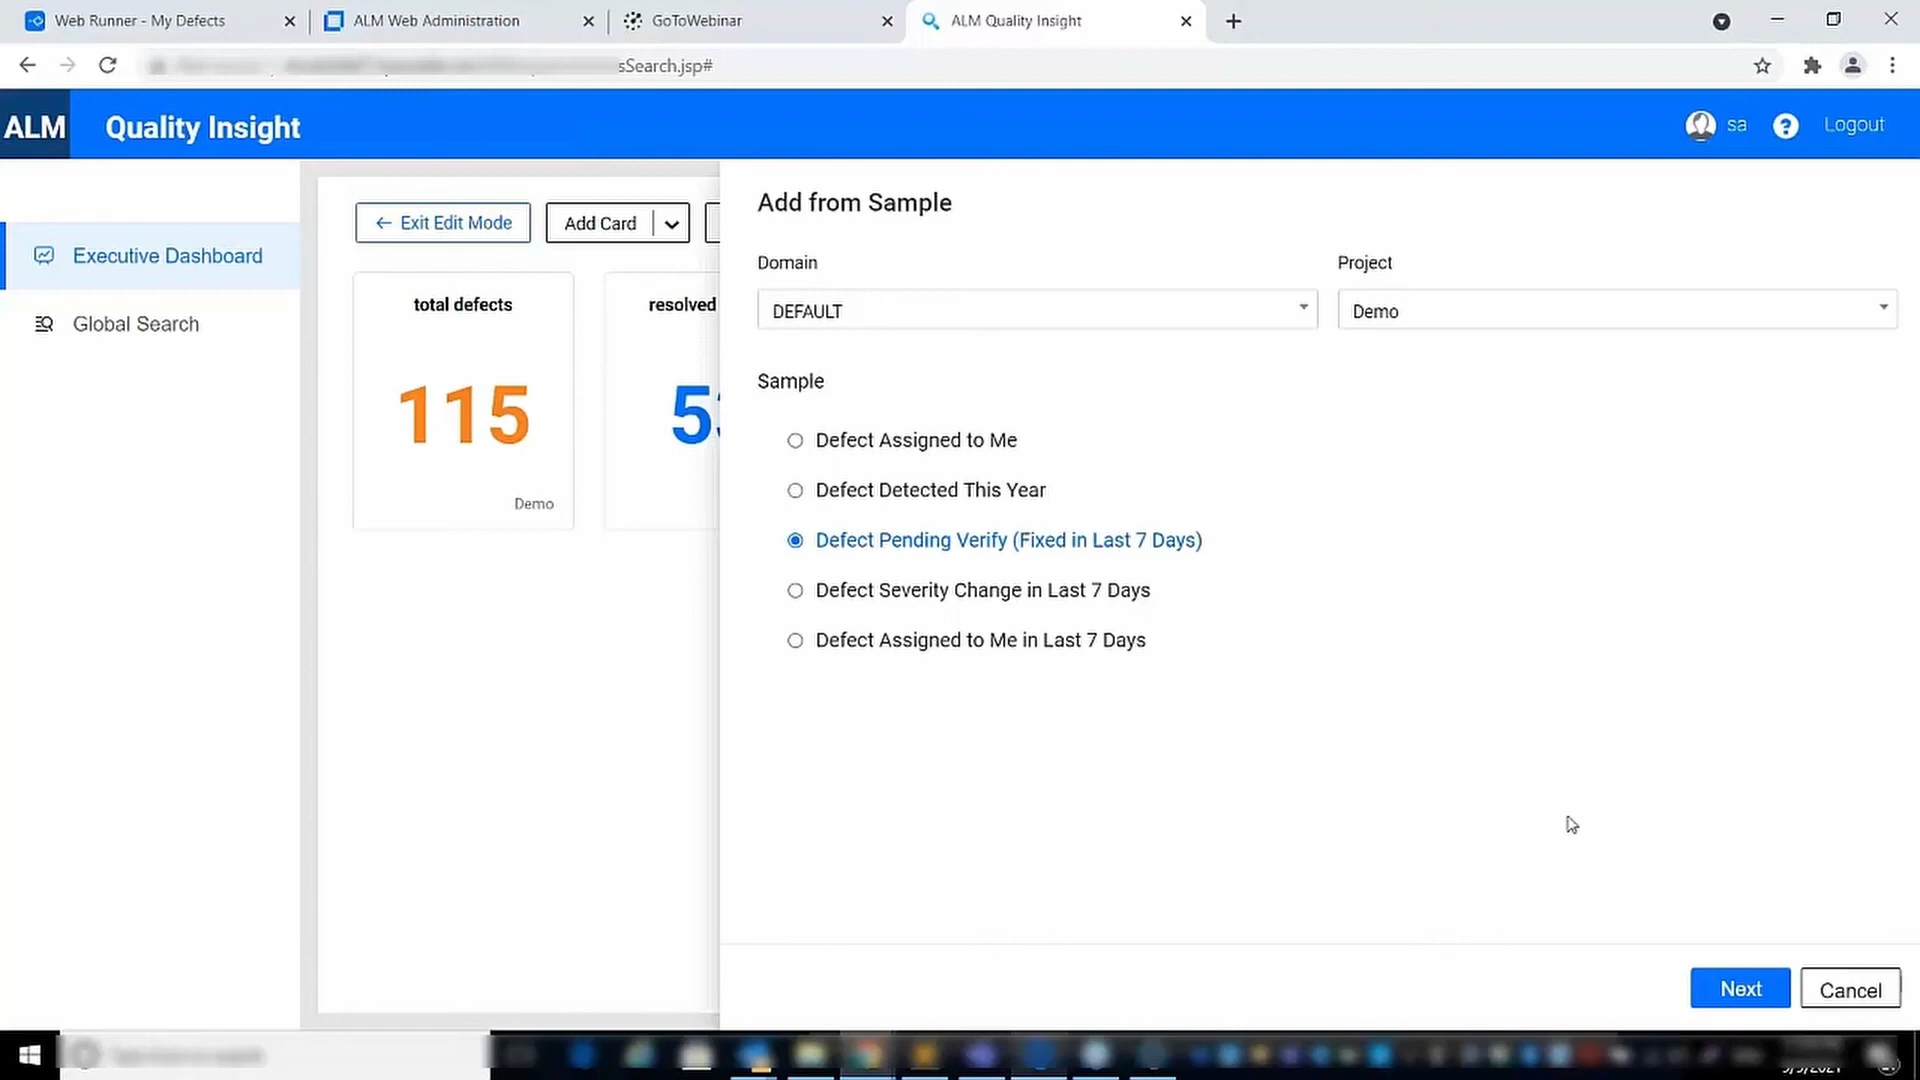 Web Runner - My Defects
ALM Web Administration
GoToWebinar
ALM Quality Insight
sSearch.jsp#
ALM
Quality Insight
sa
?
Logout
Executive Dashboard
Global Search
← Exit Edit Mode
Add Card
total defects
115
Demo
resolved
Add from Sample
Domain
Project
DEFAULT
Demo
Sample
Defect Assigned to Me
Defect Detected This Year
Defect Pending Verify (Fixed in Last 7 Days)
Defect Severity Change in Last 7 Days
Defect Assigned to Me in Last 7 Days
Next
Cancel